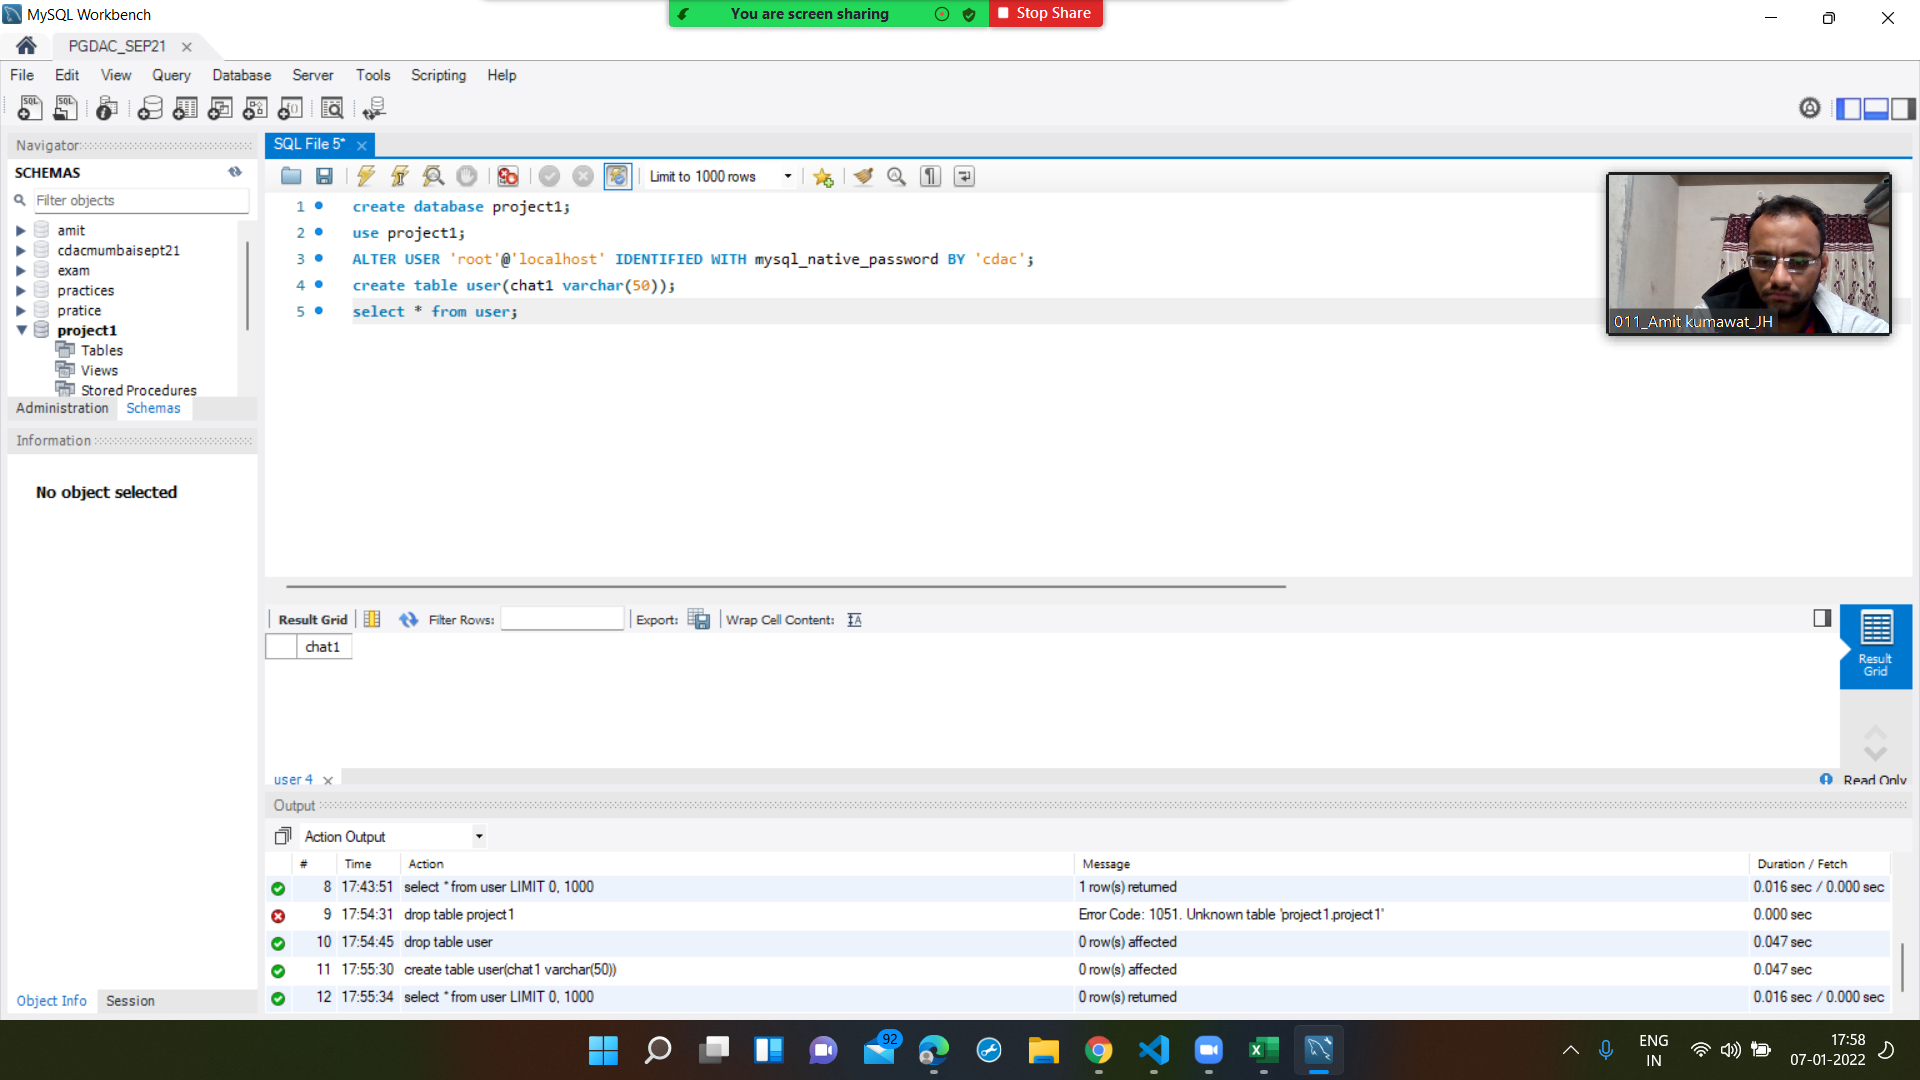 MySQL Workbench
You are screen sharing
Stop Share
PGDAC_SEP21
File Edit View Query Database Server Tools Scripting Help
Navigator
SCHEMAS
Filter objects
amit
cdacmumbaisept21
exam
practices
pratice
project1
Tables
Views
Stored Procedures
Administration Schemas
Information
No object selected
Object Info Session
SQL File 5*
Limit to 1000 rows
1 create database project1;
2 use project1;
3 ALTER USER 'root'@'localhost' IDENTIFIED WITH mysql_native_password BY 'cdac';
4 create table user(chat1 varchar(50));
5 select * from user;
011_Amit kumawat_JH
Result Grid Filter Rows: Export: Wrap Cell Content:
chat1
Result Grid
user 4
Read Only
Output
Action Output
# Time Action Message Duration / Fetch
8 17:43:51 select * from user LIMIT 0, 1000 1 row(s) returned 0.016 sec / 0.000 sec
9 17:54:31 drop table project1 Error Code: 1051. Unknown table 'project1.project1' 0.000 sec
10 17:54:45 drop table user 0 row(s) affected 0.047 sec
11 17:55:30 create table user(chat1 varchar(50)) 0 row(s) affected 0.047 sec
12 17:55:34 select * from user LIMIT 0, 1000 0 row(s) returned 0.016 sec / 0.000 sec
92
ENG
IN
17:58
07-01-2022